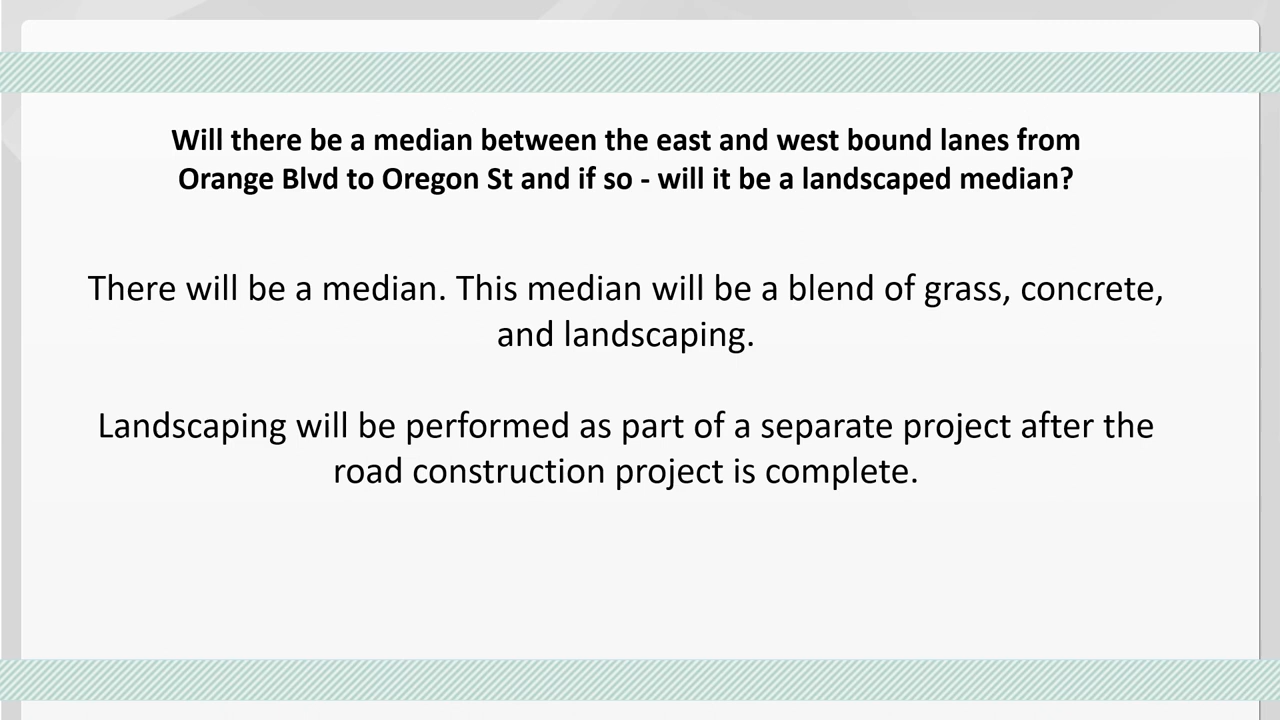 Will there be a median between the east and west bound lanes from
Orange Blvd to Oregon St and if so - will it be a landscaped median?
There will be a median. This median will be a blend of grass, concrete,
and landscaping.
Landscaping will be performed as part of a separate project after the
road construction project is complete.